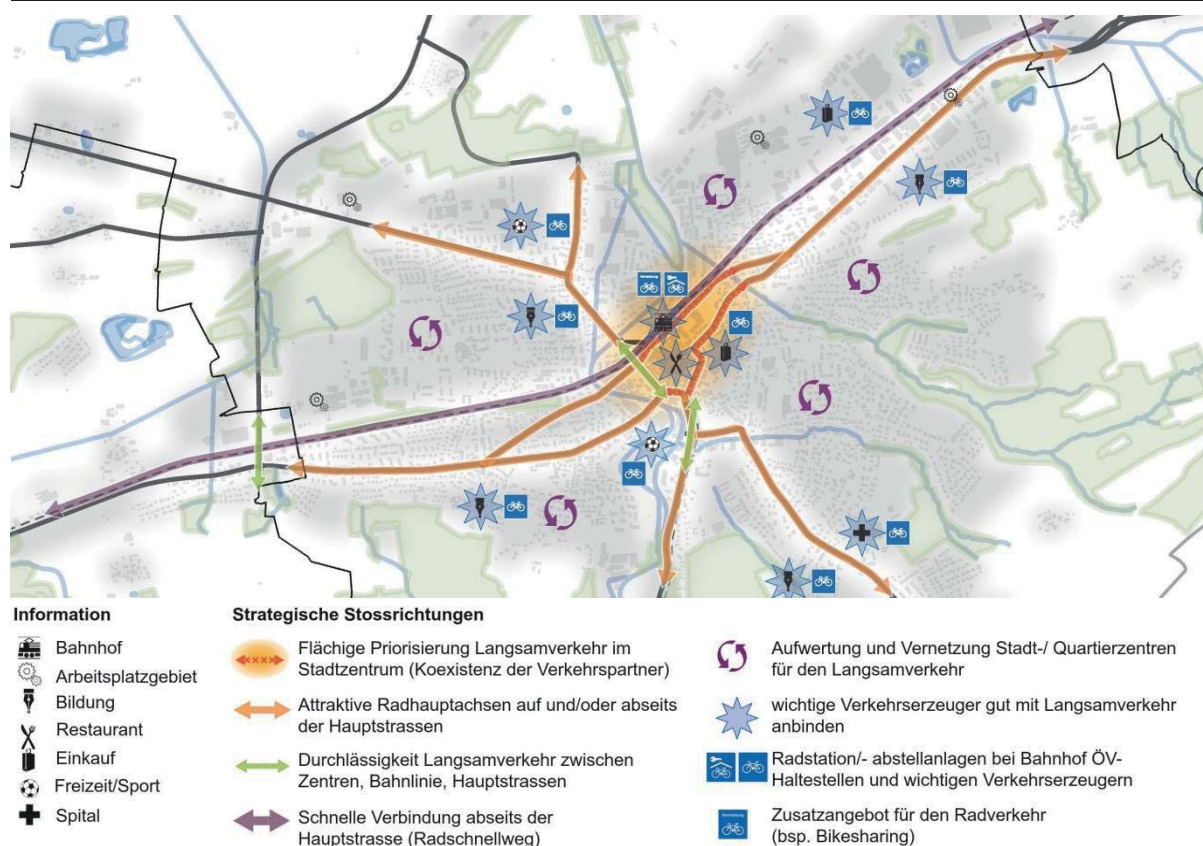 Information
Bahnhof
Arbeitsplatzgebiet
Bildung
Restaurant
Einkauf
Freizeit/Sport
Spital
Strategische Stossrichtungen
Flächige Priorisierung Langsamverkehr im
Stadtzentrum (Koexistenz der Verkehrspartner)
Attraktive Radhauptachsen auf und/oder abseits
der Hauptstrassen
Durchlässigkeit Langsamverkehr zwischen
Zentren, Bahnlinie, Hauptstrassen
Schnelle Verbindung abseits der
Hauptstrasse (Radschnellweg)
Aufwertung und Vernetzung Stadt-/ Quartierzentren
für den Langsamverkehr
wichtige Verkehrserzeuger gut mit Langsamverkehr
anbinden
Radstation/- abstellanlagen bei Bahnhof ÖV-
Haltestellen und wichtigen Verkehrserzeugern
Zusatzangebot für den Radverkehr
(bsp. Bikesharing)